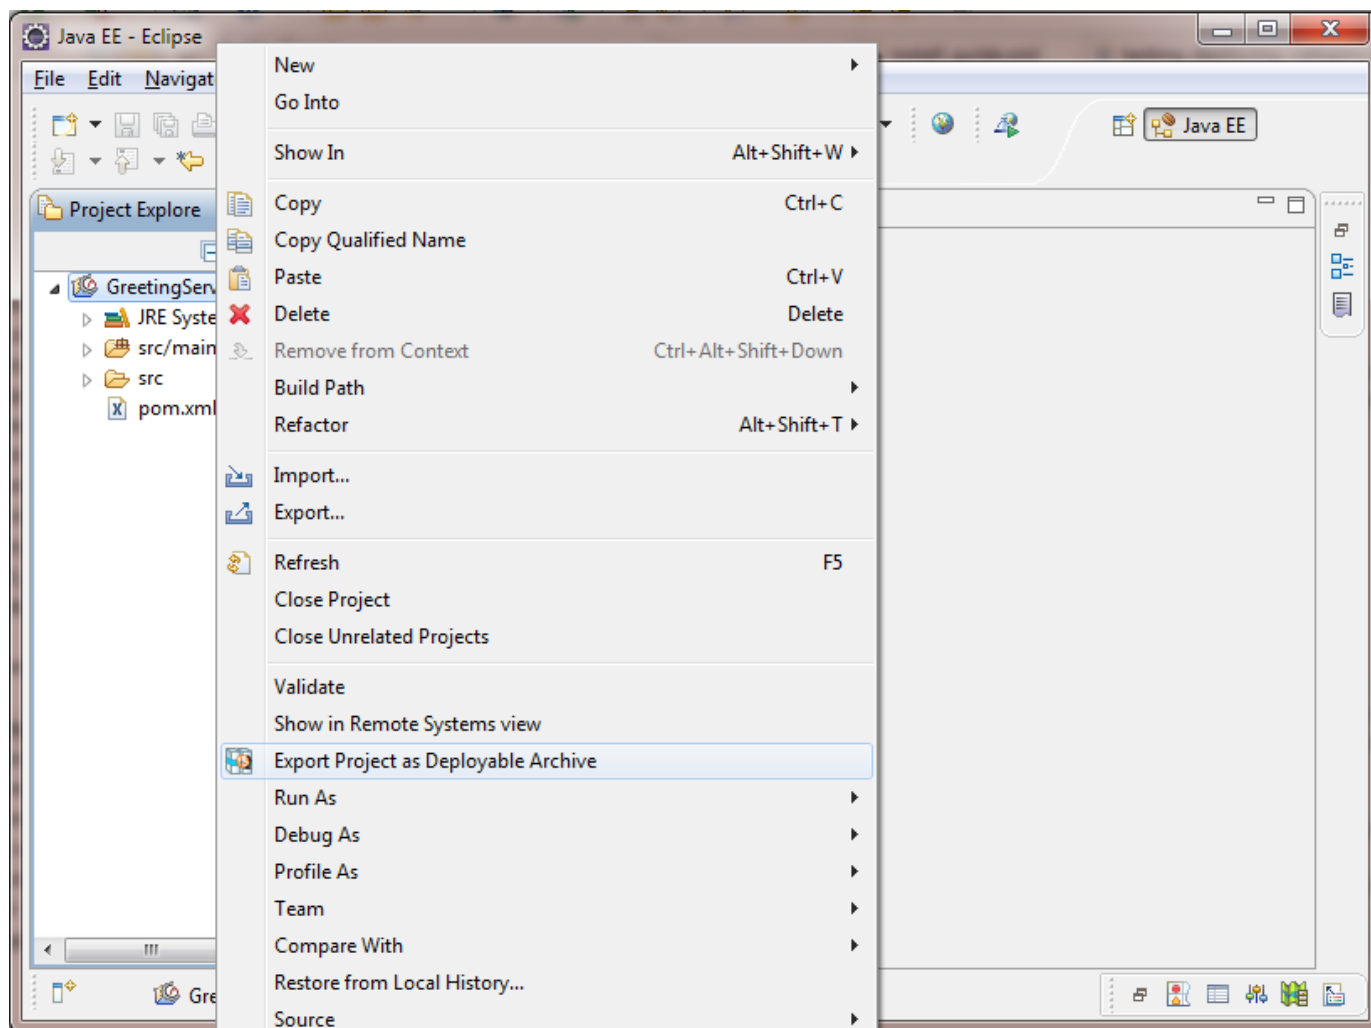 Java EE - Eclipse
File Edit Navigat
Java EE
Project Explore
GreetingServ
JRE Syste
src/main
src
pom.xml
New
Go Into
Show In Alt+Shift+W
Copy Ctrl+C
Copy Qualified Name
Paste Ctrl+V
Delete Delete
Remove from Context Ctrl+Alt+Shift+Down
Build Path
Refactor Alt+Shift+T
Import...
Export...
Refresh F5
Close Project
Close Unrelated Projects
Validate
Show in Remote Systems view
Export Project as Deployable Archive
Run As
Debug As
Profile As
Team
Compare With
Restore from Local History...
Source
Gre